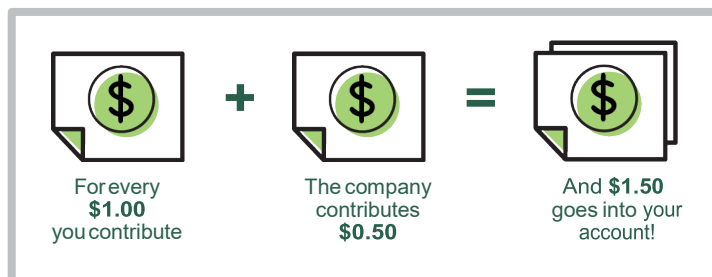 $
+
$
=
$
For every
$1.00
you contribute
The company
contributes
$0.50
And $1.50
goes into your
account!